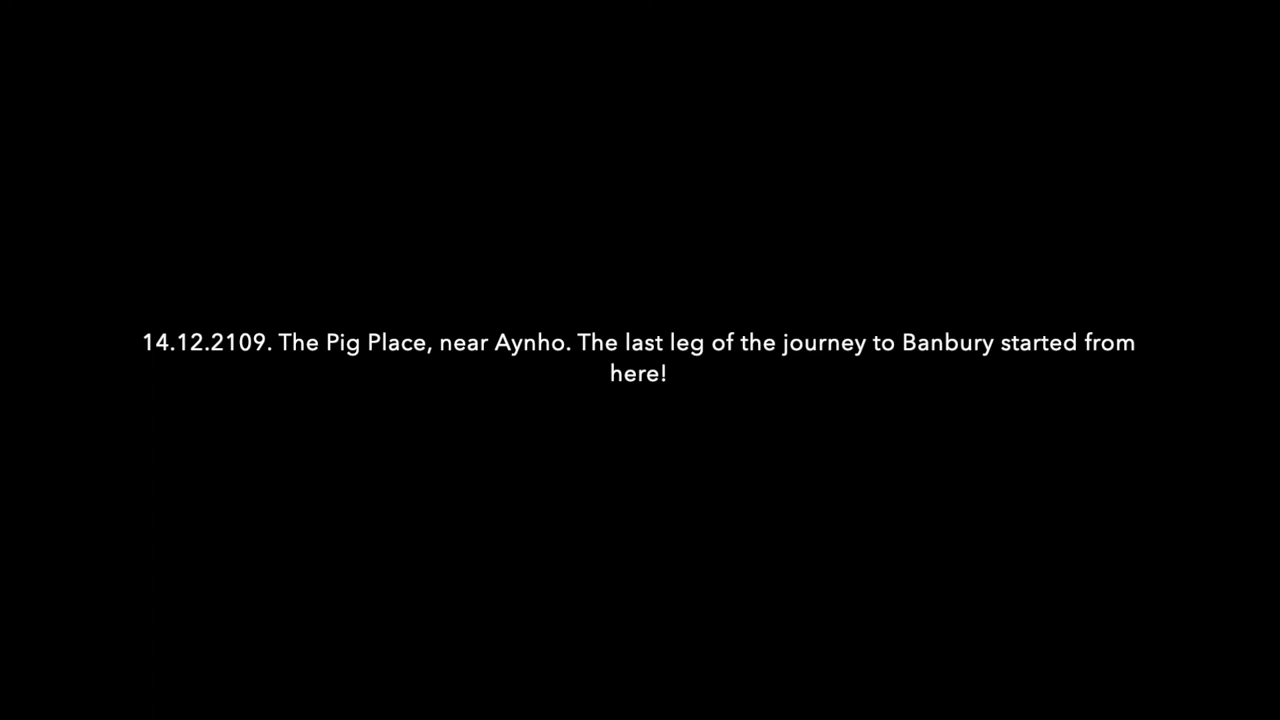 14.12.2109. The Pig Place, near Aynho. The last leg of the journey to Banbury started from
here!